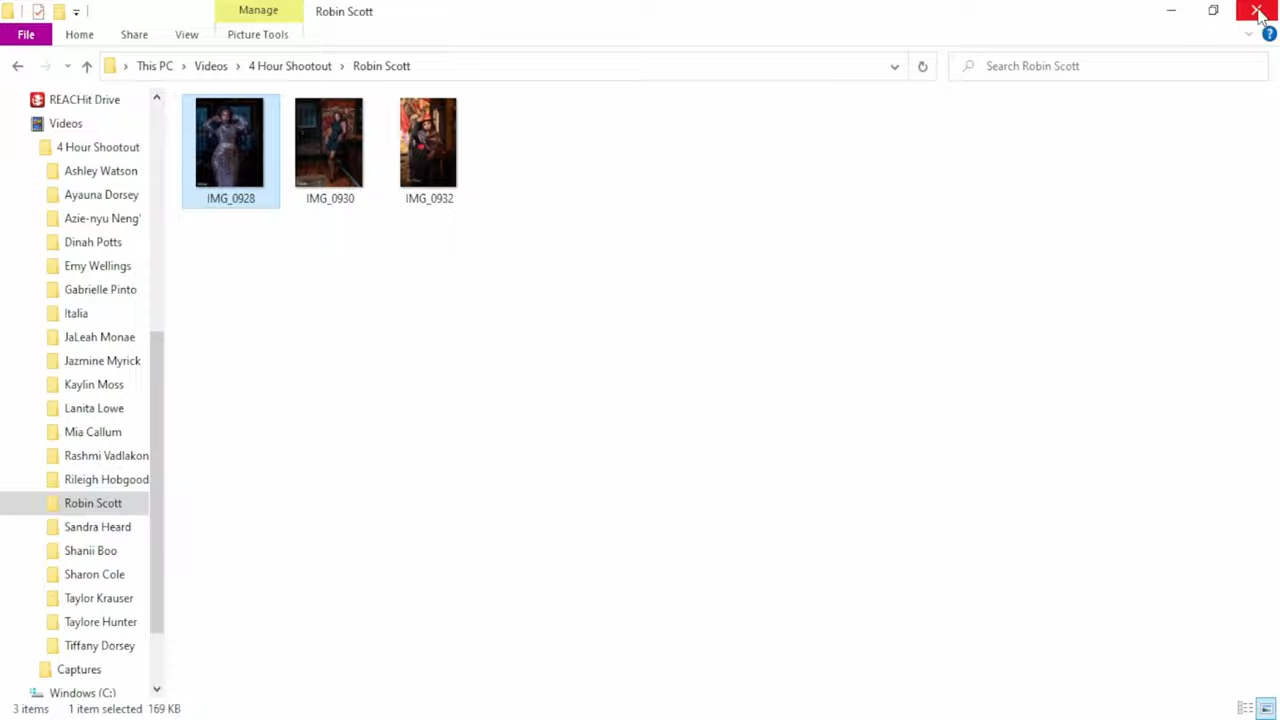 Manage
Robin Scott
File
Home
Share
View
Picture Tools
This PC
Videos
4 Hour Shootout
Robin Scott
Search Robin Scott
REACHit Drive
Videos
4 Hour Shootout
Ashley Watson
Ayauna Dorsey
Azie-nyu Neng'
Dinah Potts
Emy Wellings
Gabrielle Pinto
Italia
JaLeah Monae
Jazmine Myrick
Kaylin Moss
Lanita Lowe
Mia Callum
Rashmi Vadlakon
Rileigh Hobgood
Robin Scott
Sandra Heard
Shanii Boo
Sharon Cole
Taylor Krauser
Taylore Hunter
Tiffany Dorsey
Captures
Windows (C:)
IMG_0928
IMG_0930
IMG_0932
3 items
1 item selected 169 KB